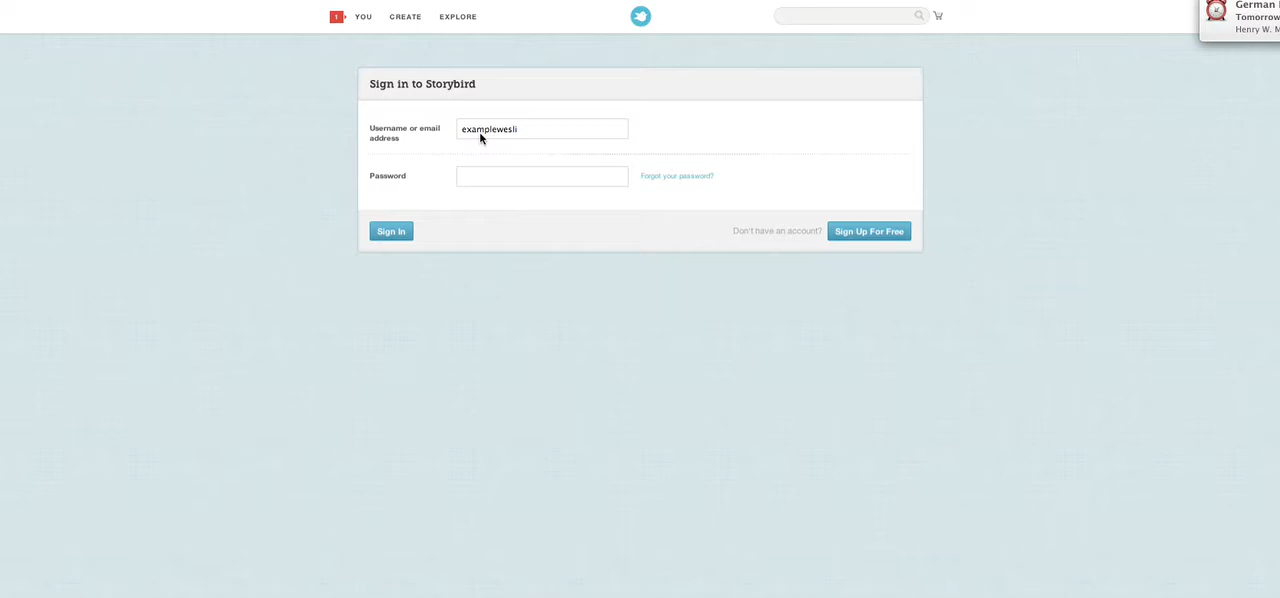 1 YOU CREATE EXPLORE
German
Tomorrow
Henry W.
Sign in to Storybird
Username or email
address
examplewesli
Password
Forgot your password?
Sign In
Don't have an account?
Sign Up For Free